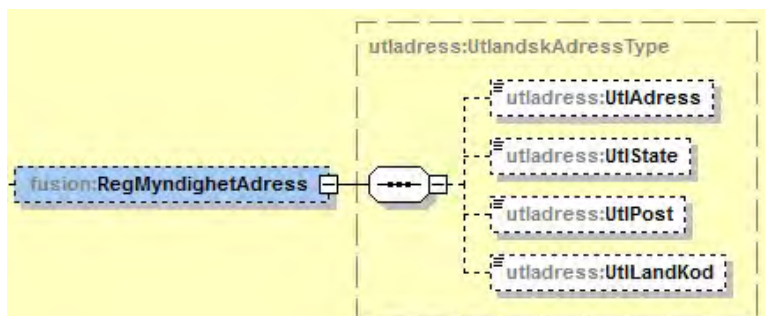 utladress:UtlandskAdressType
utladress:UtlAdress
utladress:UtlState
fusion:RegMyndighetAdress
utladress:UtlPost
utladress:UtlLandKod